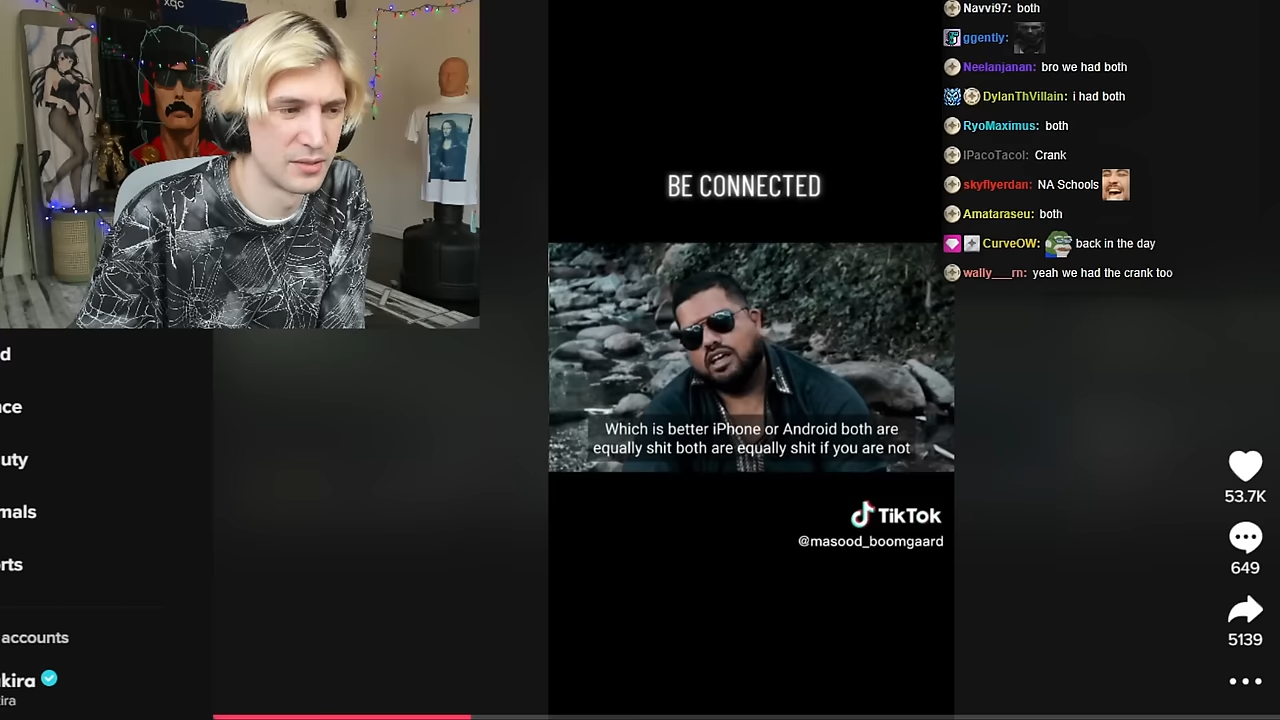 xqc
BE CONNECTED
Which is better iPhone or Android both are
equally shit both are equally shit if you are not
TikTok
@masood_boomgaard
Navvi97: both
ggently:
Neelanjanan: bro we had both
DylanThVillain: i had both
RyoMaximus: both
IPacoTacol: Crank
skyflyerdan: NA Schools
Amataraseu: both
CurveOW: back in the day
wally___rn: yeah we had the crank too
d
ce
uty
mals
rts
accounts
kira
ira
53.7K
649
5139